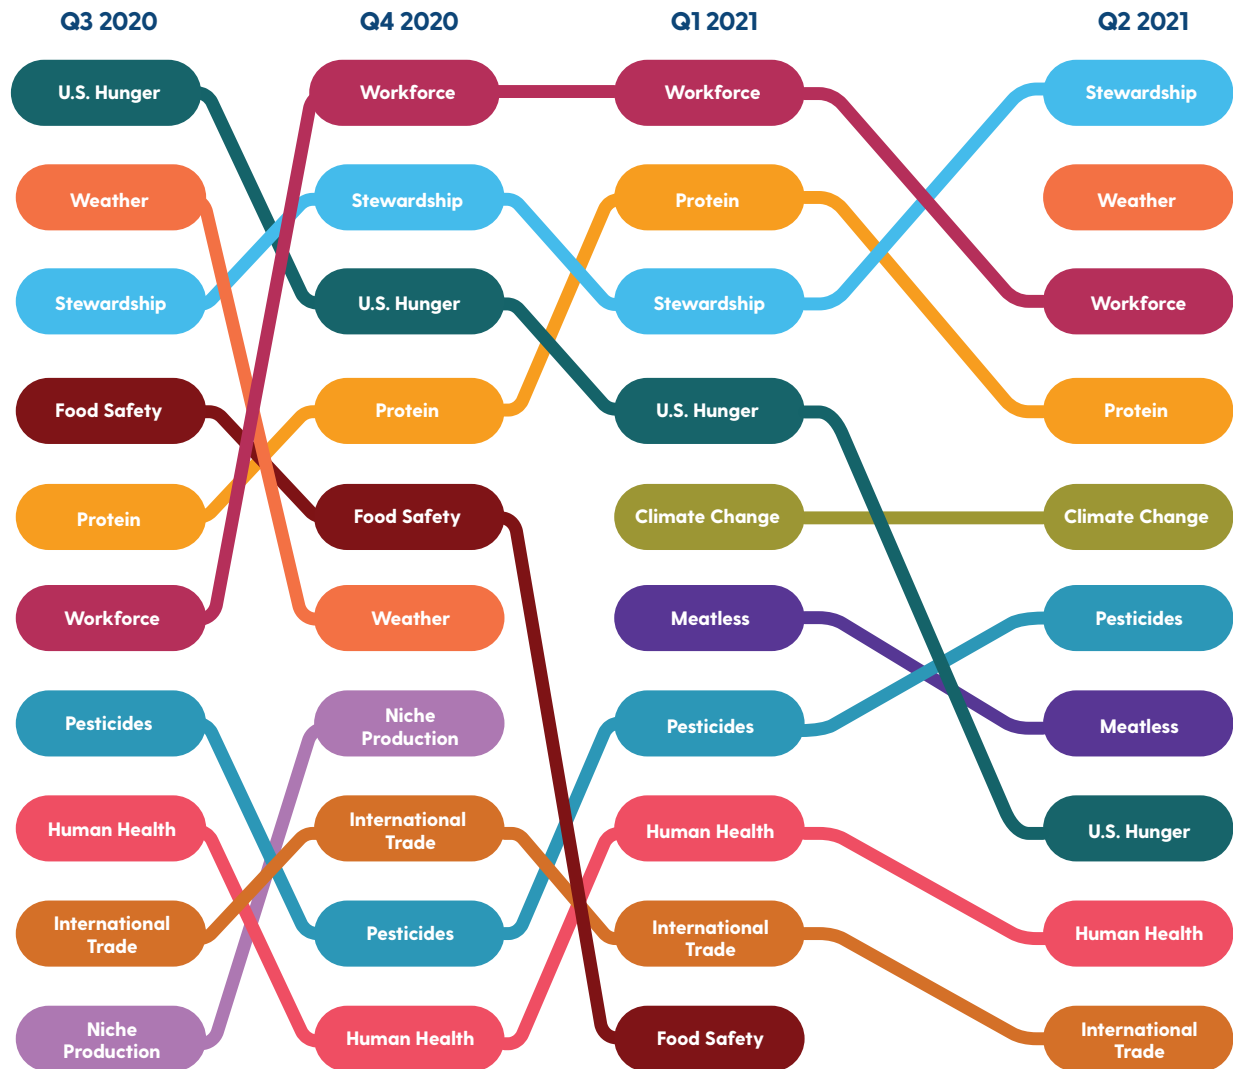 Q3 2020 Q4 2020 Q1 2021 Q2 2021
U.S. Hunger Workforce Workforce Stewardship
Weather Stewardship Protein Weather
Stewardship U.S. Hunger Stewardship Workforce
Food Safety Protein U.S. Hunger Protein
Protein Food Safety Climate Change Climate Change
Workforce Weather Meatless Pesticides
Pesticides Niche
Production Pesticides Meatless
Human Health International
Trade Human Health U.S. Hunger
International
Trade Pesticides International
Trade Human Health
Niche
Production Human Health Food Safety International
Trade